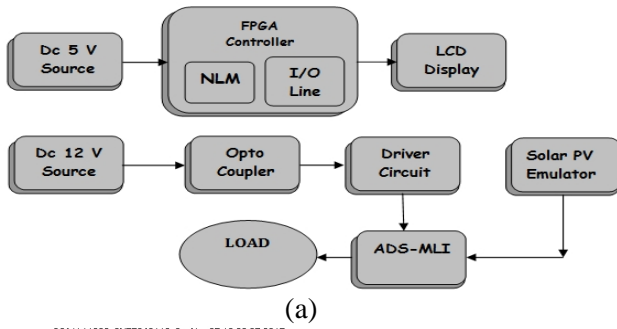 Dc 5 V
Source
FPGA
Controller
NLM
I/O
Line
LCD
Display
Dc 12 V
Source
Opto
Coupler
Driver
Circuit
Solar PV
Emulator
LOAD
ADS-MLI
(a)